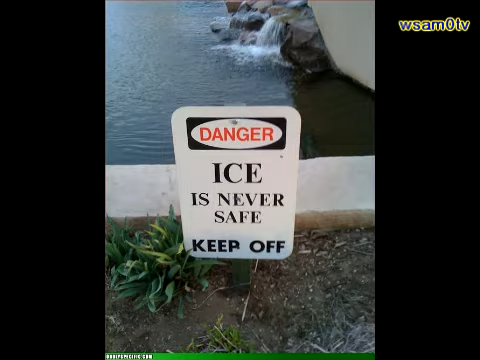 wsam0tv
DANGER
ICE
IS NEVER
SAFE
KEEP OFF